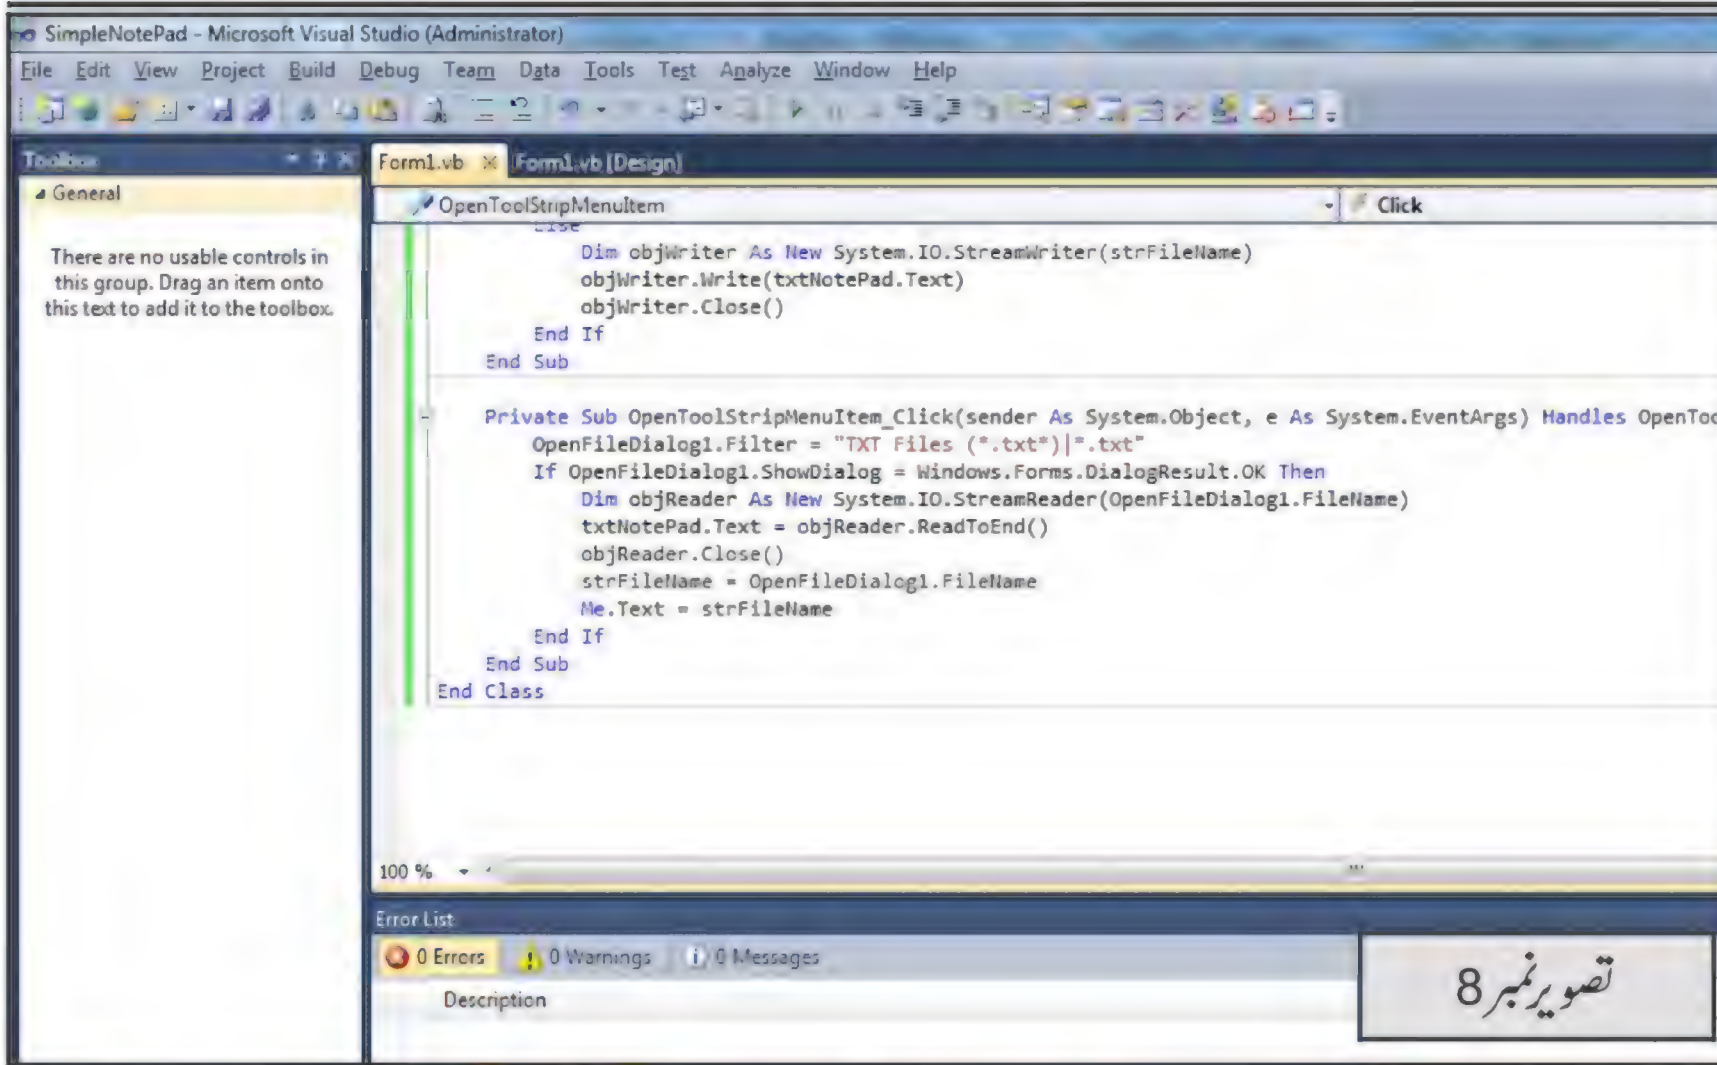 SimpleNotePad - Microsoft Visual Studio (Administrator)
File Edit View Project Build Debug Team Data Tools Test Analyze Window Help
Toolbox
Form1.vb Form1.vb [Design]
General
OpenToolStripMenuItem Click
There are no usable controls in
this group. Drag an item onto
this text to add it to the toolbox.
Else
Dim objWriter As New System.IO.StreamWriter(strFileName)
objWriter.Write(txtNotePad.Text)
objWriter.Close()
End If
End Sub
Private Sub OpenToolStripMenuItem_Click(sender As System.Object, e As System.EventArgs) Handles OpenToo
OpenFileDialog1.Filter = "TXT Files (*.txt*)|*.txt"
If OpenFileDialog1.ShowDialog = Windows.Forms.DialogResult.OK Then
Dim objReader As New System.IO.StreamReader(OpenFileDialog1.FileName)
txtNotePad.Text = objReader.ReadToEnd()
objReader.Close()
strFileName = OpenFileDialog1.FileName
Me.Text = strFileName
End If
End Sub
End Class
100 %
Error List
0 Errors 0 Warnings 0 Messages
Description
تصویر نمبر 8